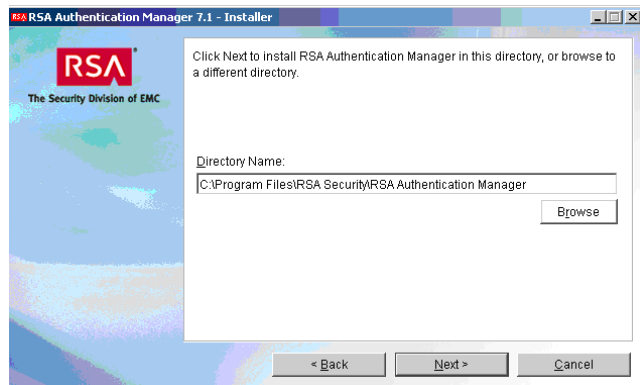 RSA RSA Authentication Manager 7.1 - Installer
RSA
The Security Division of EMC
Click Next to install RSA Authentication Manager in this directory, or browse to
a different directory.
Directory Name:
C:\Program Files\RSA Security\RSA Authentication Manager
Browse
< Back
Next >
Cancel